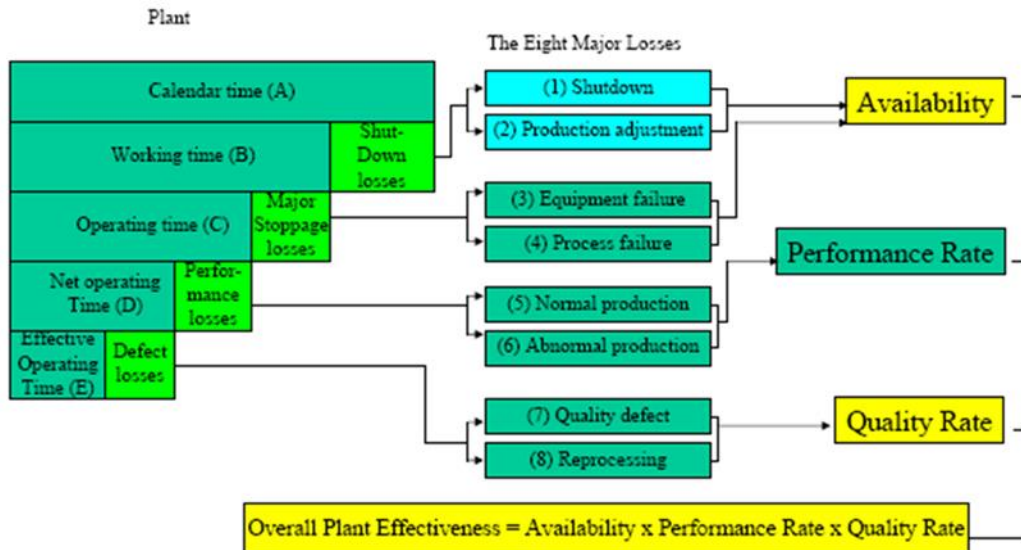 Plant
The Eight Major Losses
Calendar time (A)
Working time (B)
Shut-
Down
losses
Operating time (C)
Major
Stoppage
losses
Net operating
Time (D)
Perfor-
mance
losses
Effective
Operating
Time (E)
Defect
losses
(1) Shutdown
(2) Production adjustment
(3) Equipment failure
(4) Process failure
(5) Normal production
(6) Abnormal production
(7) Quality defect
(8) Reprocessing
Availability
Performance Rate
Quality Rate
Overall Plant Effectiveness = Availability x Performance Rate x Quality Rate